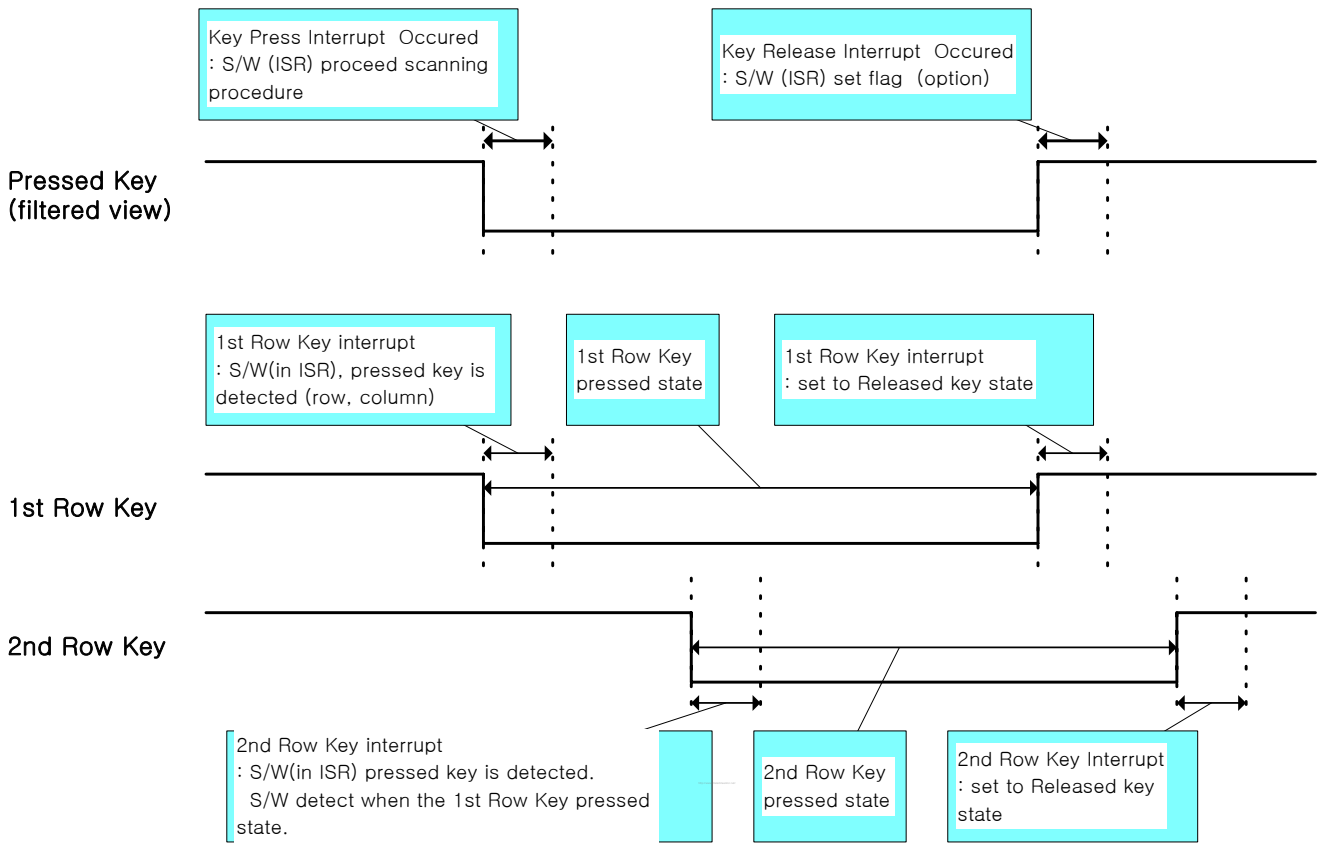 Key Press Interrupt Occured
: S/W (ISR) proceed scanning
procedure
Key Release Interrupt Occured
: S/W (ISR) set flag (option)
Pressed Key
(filtered view)
1st Row Key interrupt
: S/W(in ISR), pressed key is
detected (row, column)
1st Row Key
pressed state
1st Row Key interrupt
: set to Released key state
1st Row Key
2nd Row Key
2nd Row Key interrupt
: S/W(in ISR) pressed key is detected.
S/W detect when the 1st Row Key pressed
state.
2nd Row Key
pressed state
2nd Row Key Interrupt
: set to Released key
state